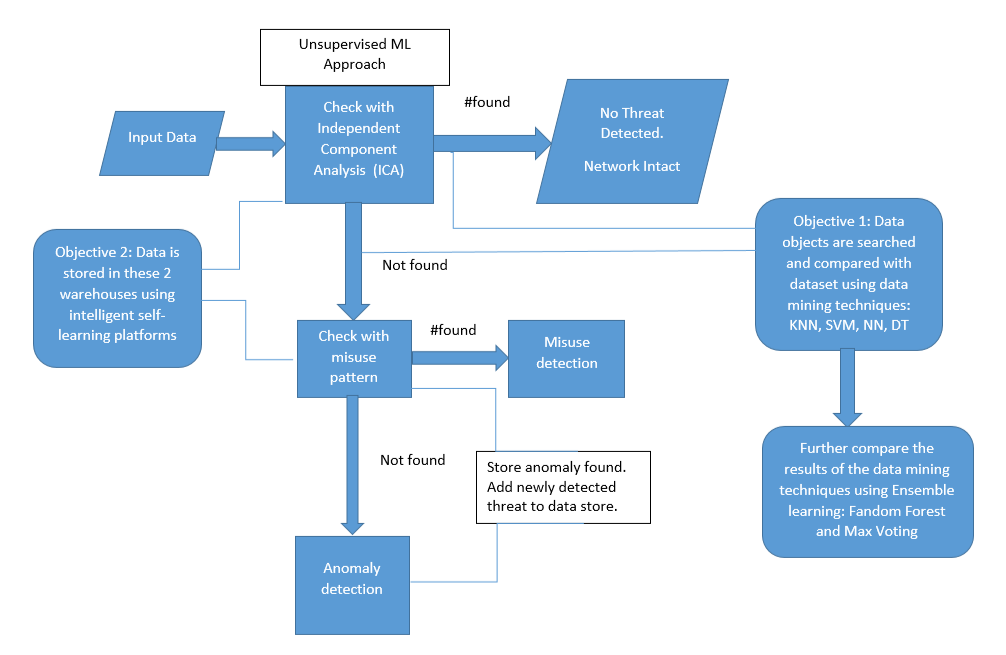 Unsupervised ML
Approach
Check with
Independent
Component
Analysis  (ICA)
#found
No Threat
Detected.
Network Intact
Input Data
Objective 1: Data
objects are searched
and compared with
dataset using data
mining techniques:
KNN, SVM, NN, DT
Objective 2: Data is
stored in these 2
warehouses using
intelligent self-
learning platforms
Not found
Check with
misuse
pattern
#found
Misuse
detection
Not found
Store anomaly found.
Add newly detected
threat to data store.
Further compare the
results of the data mining
techniques using Ensemble
learning: Fandom Forest
and Max Voting
Anomaly
detection